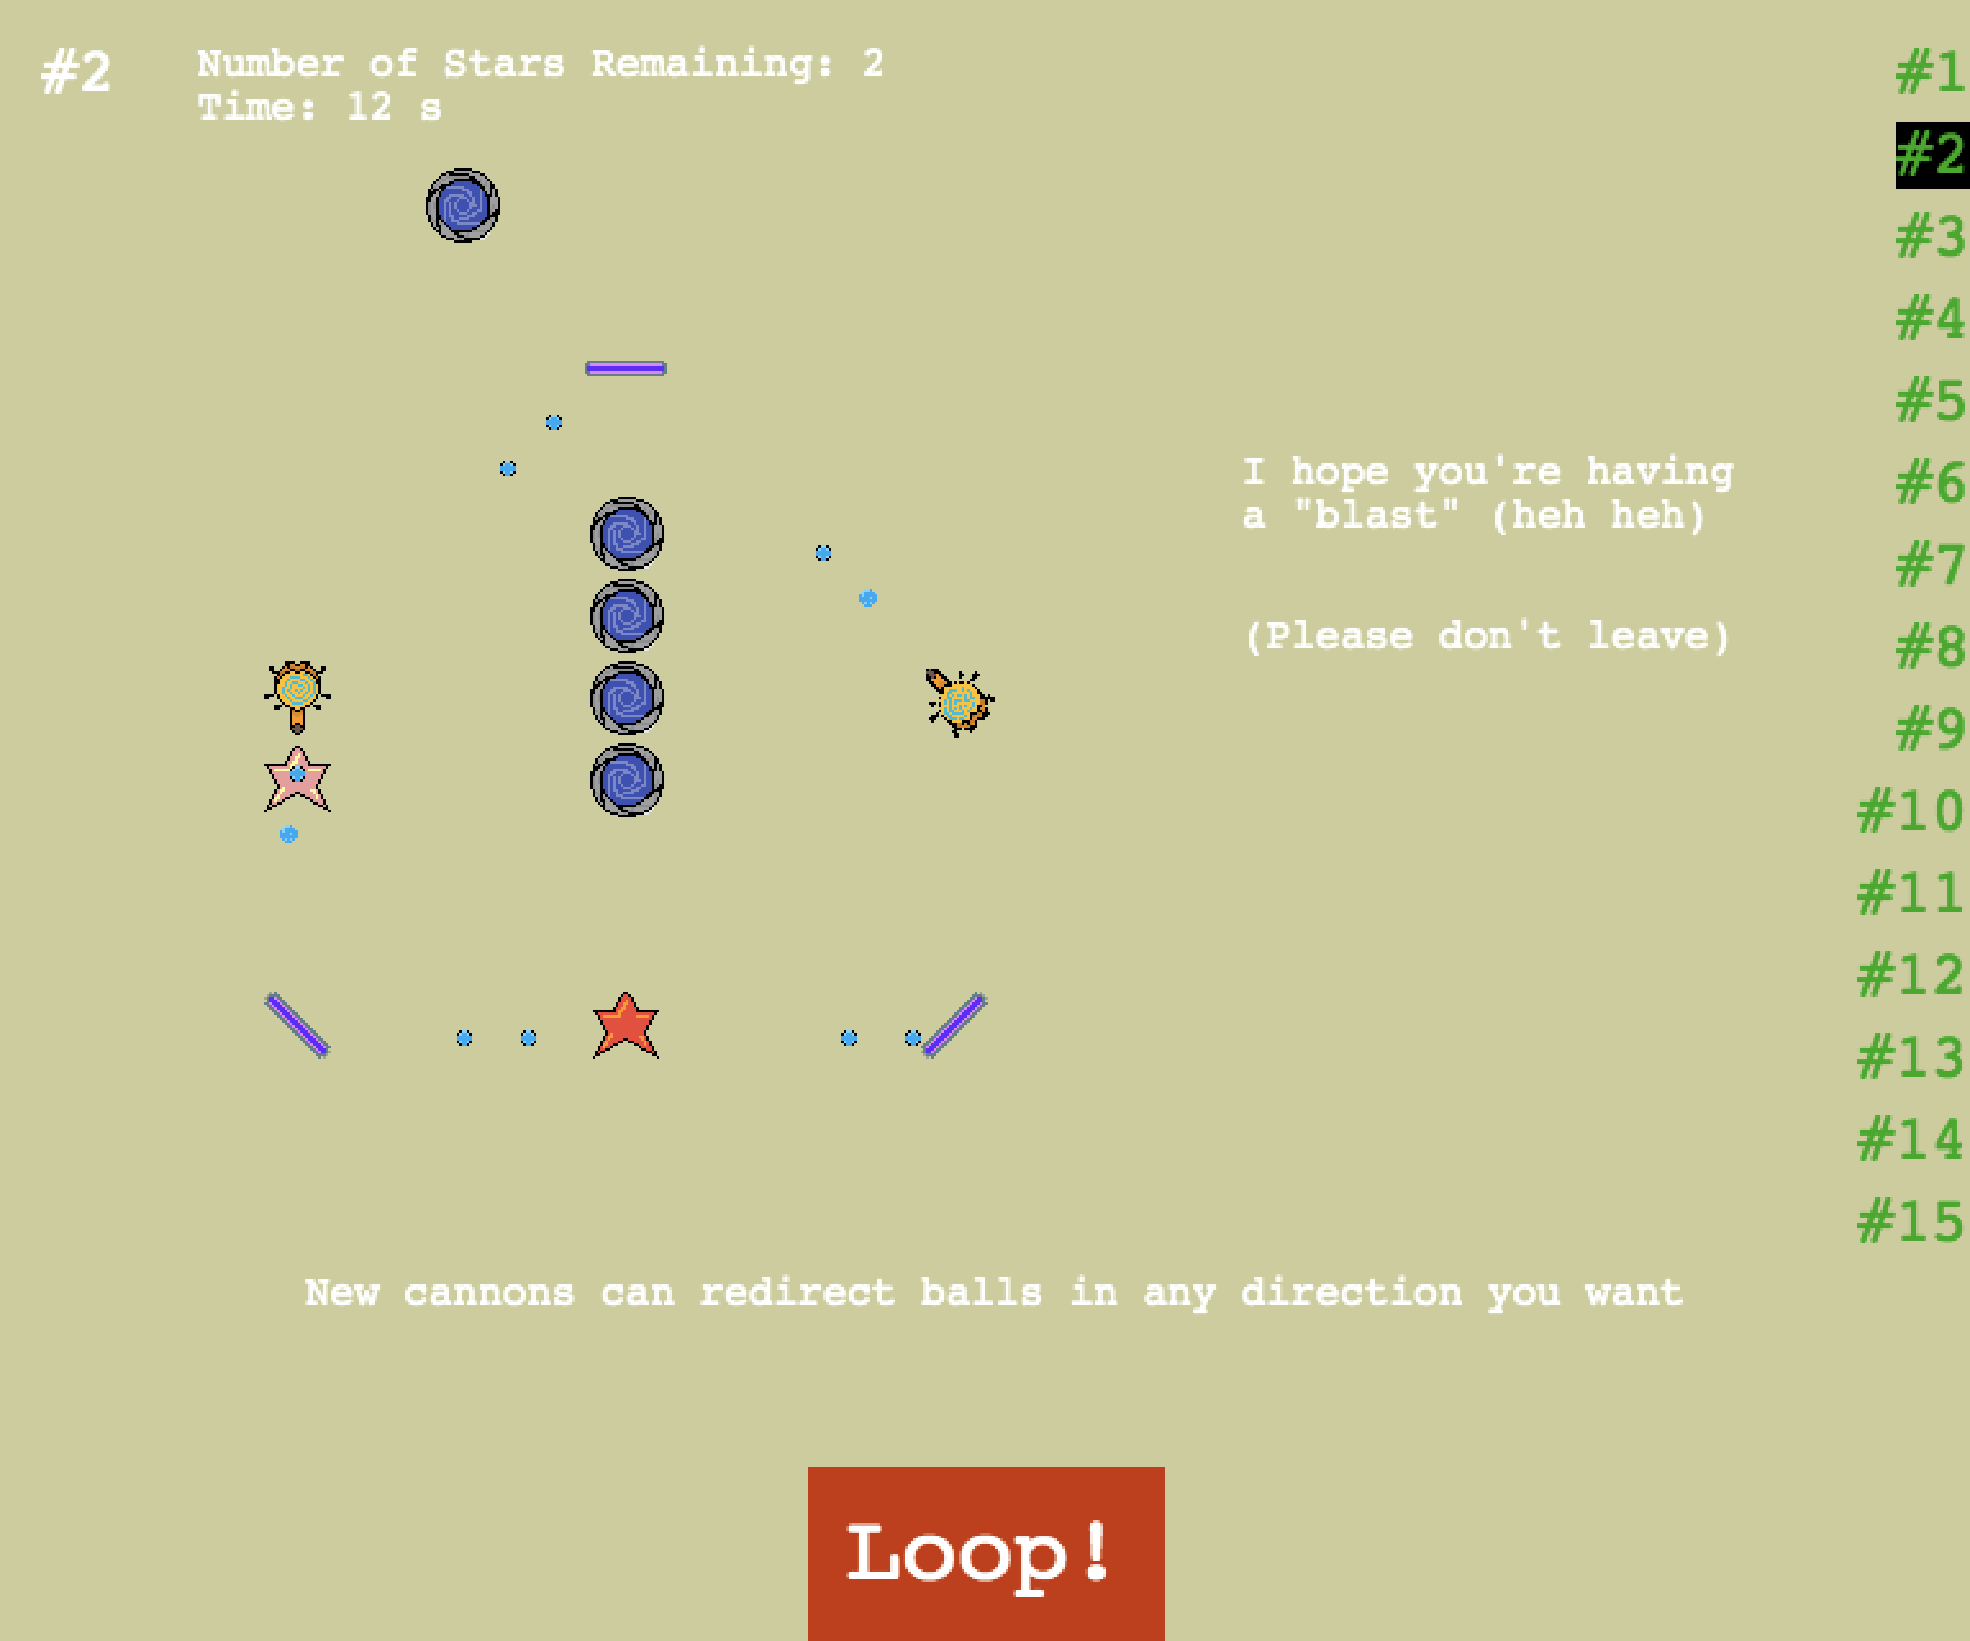 #2
Number of Stars Remaining: 2
Time: 12 s
#1
#2
#3
#4
#5
#6
#7
#8
#9
#10
#11
#12
#13
#14
#15
I hope you're having
a "blast" (heh heh)
(Please don't leave)
New cannons can redirect balls in any direction you want
Loop!